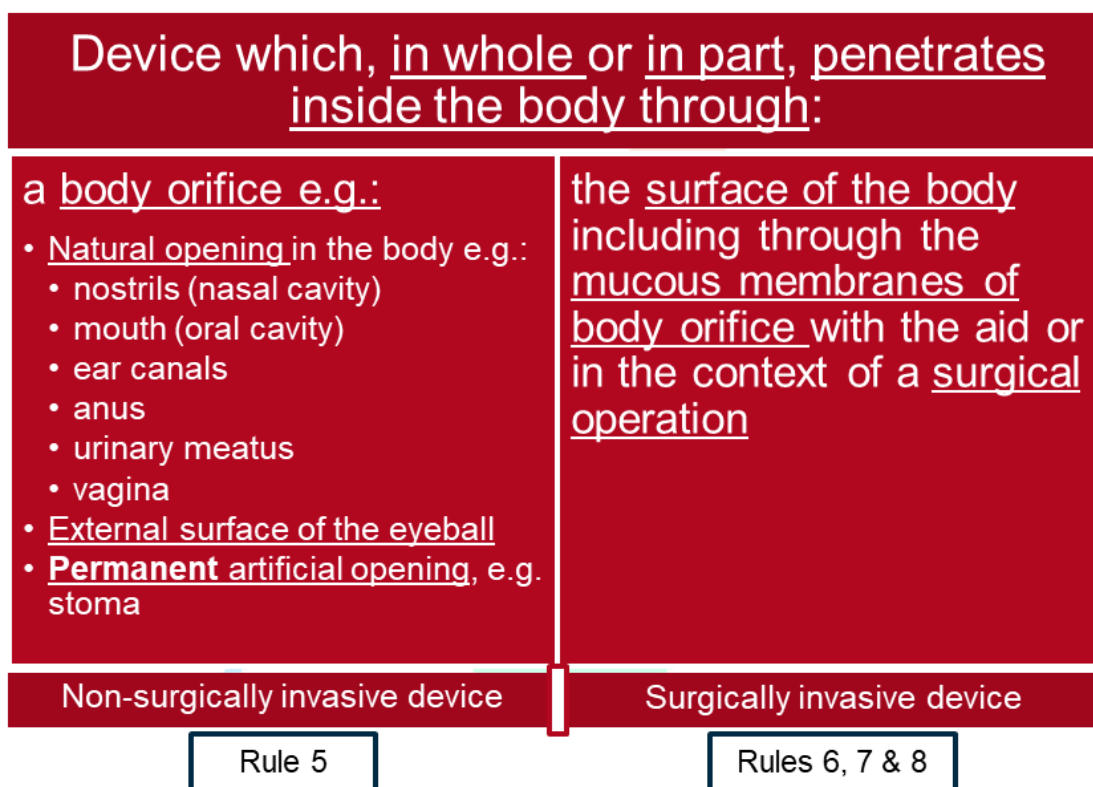 Device which, in whole or in part, penetrates
inside the body through:
a body orifice e.g.:
• Natural opening in the body e.g.:
• nostrils (nasal cavity)
• mouth (oral cavity)
• ear canals
• anus
• urinary meatus
• vagina
• External surface of the eyeball
• Permanent artificial opening, e.g.
stoma
the surface of the body
including through the
mucous membranes of
body orifice with the aid or
in the context of a surgical
operation
Non-surgically invasive device
Surgically invasive device
Rule 5
Rules 6, 7 & 8